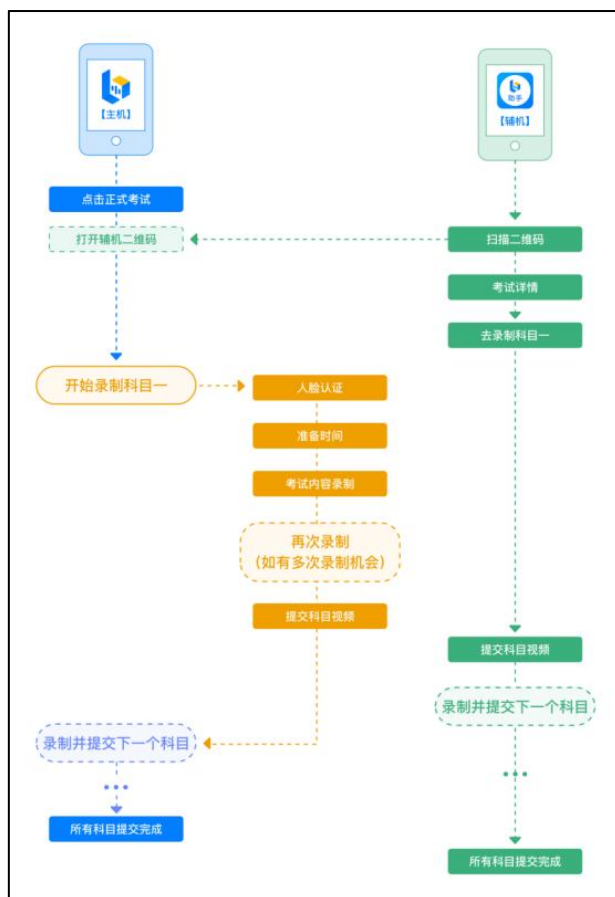 【主机】
助手
【辅机】
点击正式考试
打开辅机二维码
扫描二维码
考试详情
去录制科目一
开始录制科目一
人脸认证
准备时间
考试内容录制
再次录制
（如有多次录制机会）
提交科目视频
提交科目视频
录制并提交下一个科目
录制并提交下一个科目
所有科目提交完成
所有科目提交完成